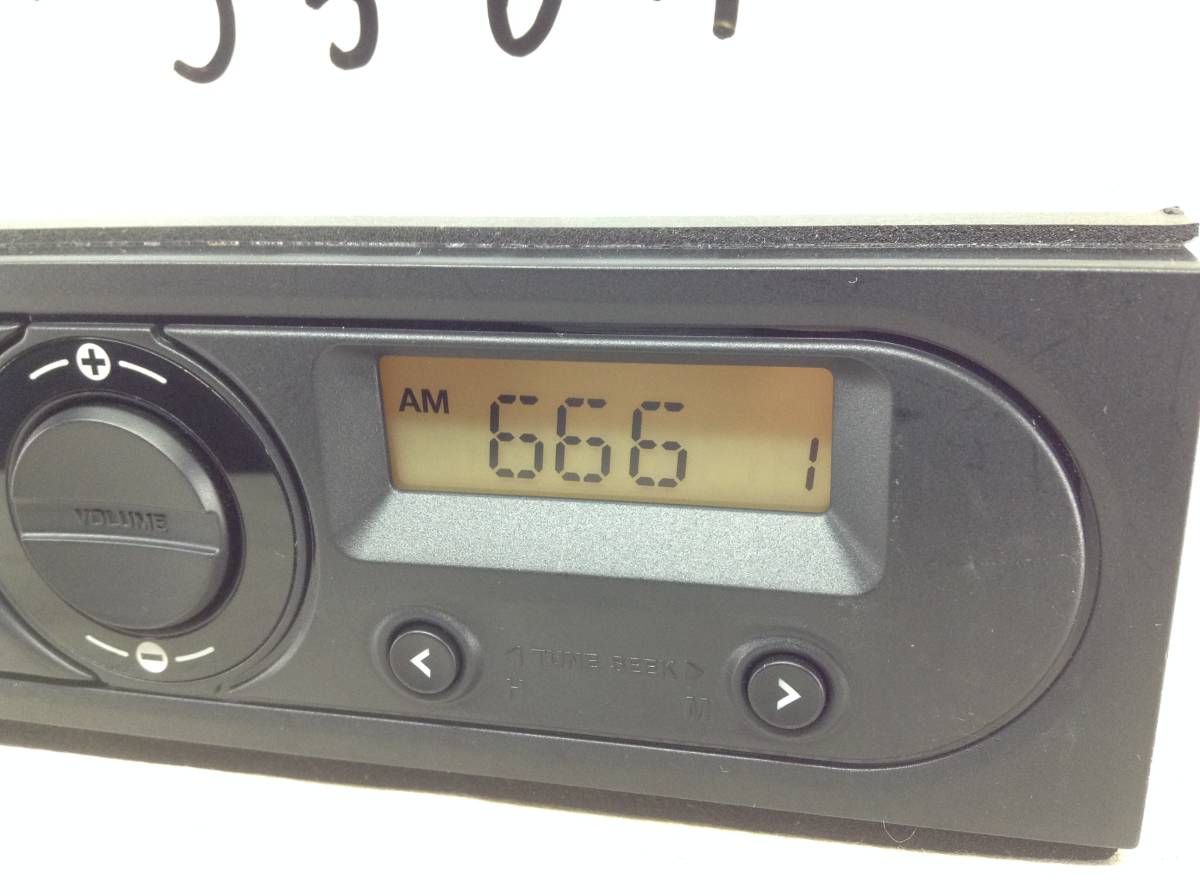 AM 666 1
VOLUME
< TUNE SEEK >
H M